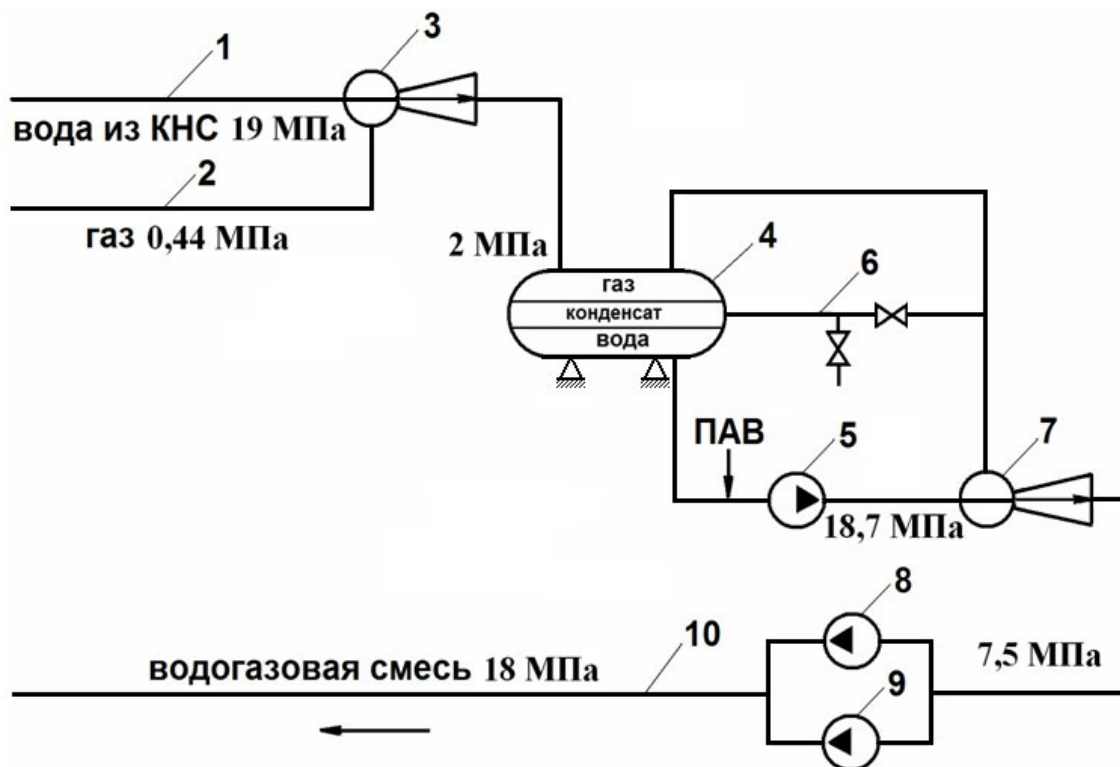 1
3
вода из КНС 19 МПа
2
газ 0,44 МПа
2 МПа
4
6
газ
конденсат
вода
ПАВ
5
7
18,7 МПа
8
10
водогазовая смесь 18 МПа
7,5 МПа
9